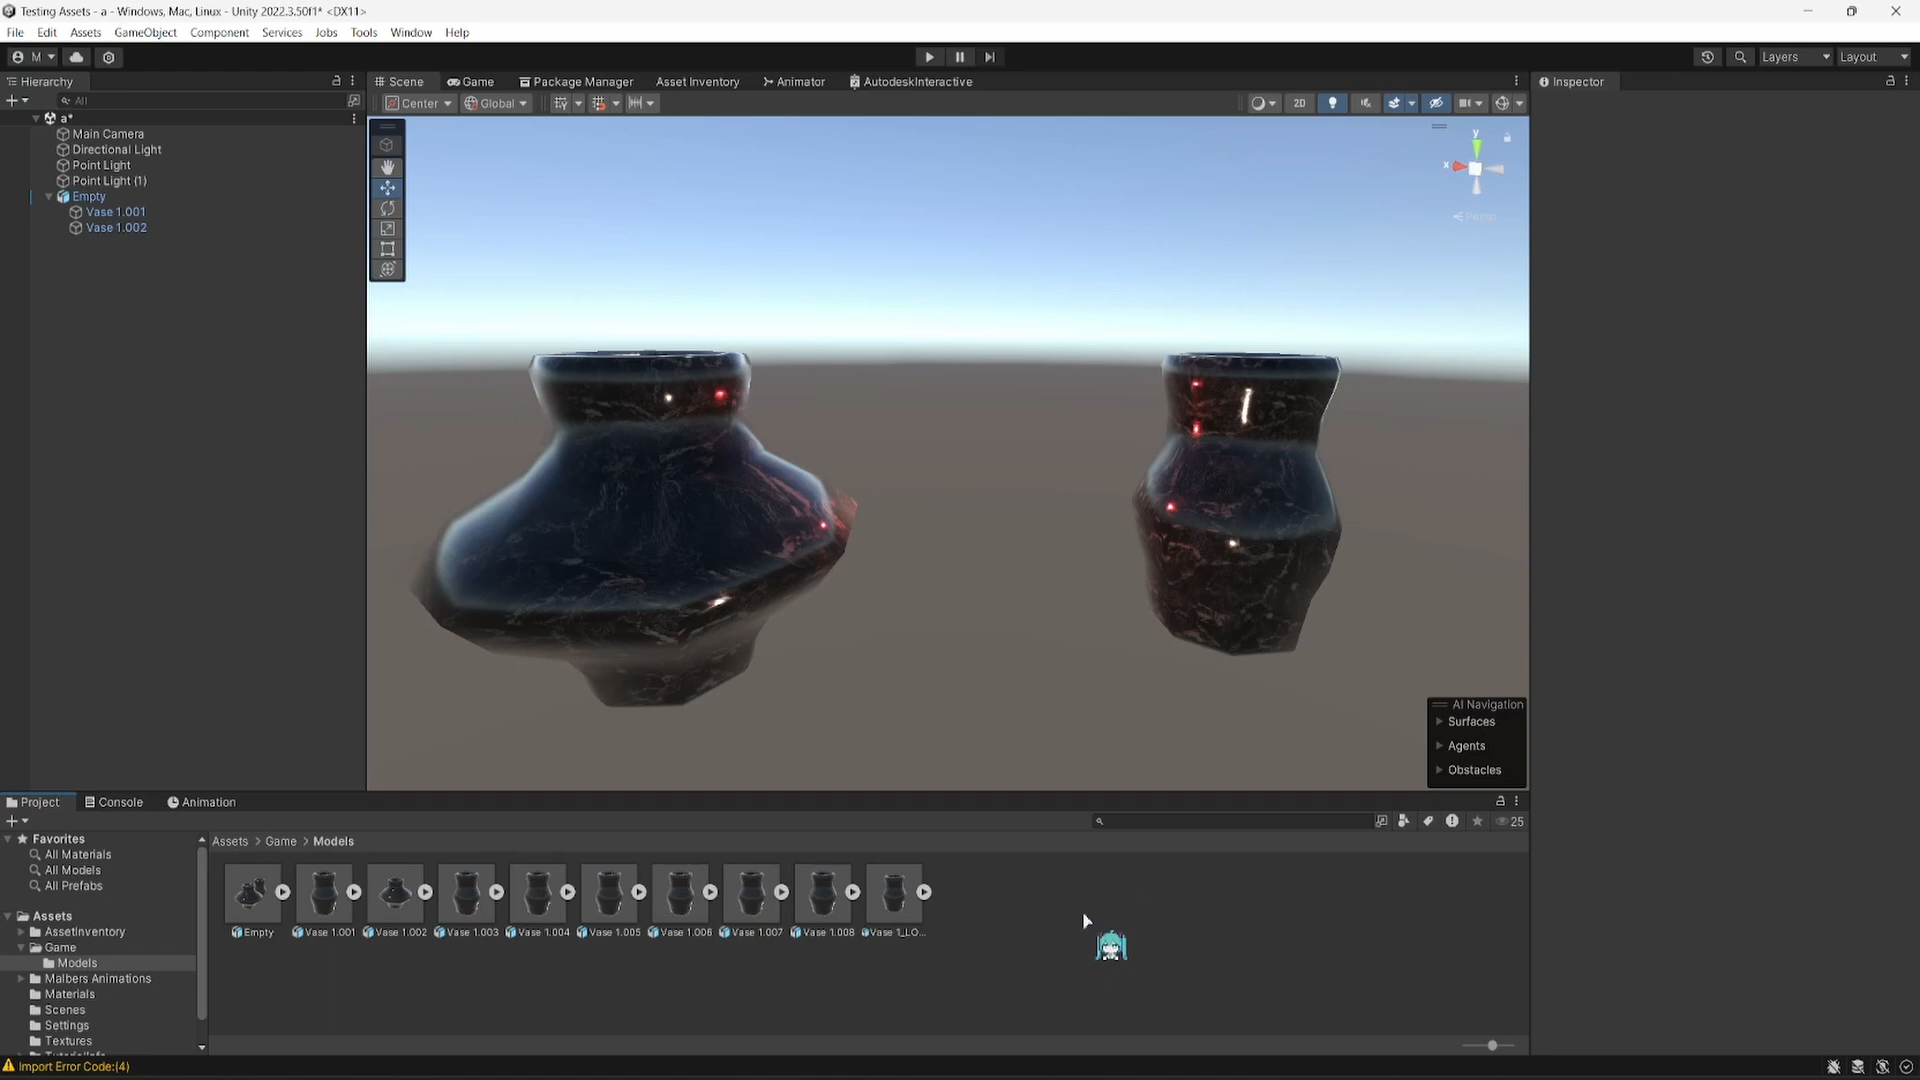 Testing Assets - a - Windows, Mac, Linux - Unity 2022.3.50f1* <DX11>
File Edit Assets GameObject Component Services Jobs Tools Window Help
M Layers Layout
Hierarchy
All
a*
Main Camera
Directional Light
Point Light
Point Light (1)
Empty
Vase 1.001
Vase 1.002
Scene Game Package Manager Asset Inventory Animator AutodeskInteractive
Center Global 2D
y
x
Persp
AI Navigation
Surfaces
Agents
Obstacles
Inspector
Project Console Animation
25
Favorites
All Materials
All Models
All Prefabs
Assets
AssetInventory
Game
Models
Malbers Animations
Materials
Scenes
Settings
Textures
Assets > Game > Models
Empty Vase 1.001 Vase 1.002 Vase 1.003 Vase 1.004 Vase 1.005 Vase 1.006 Vase 1.007 Vase 1.008 Vase 1_LO...
Import Error Code:(4)